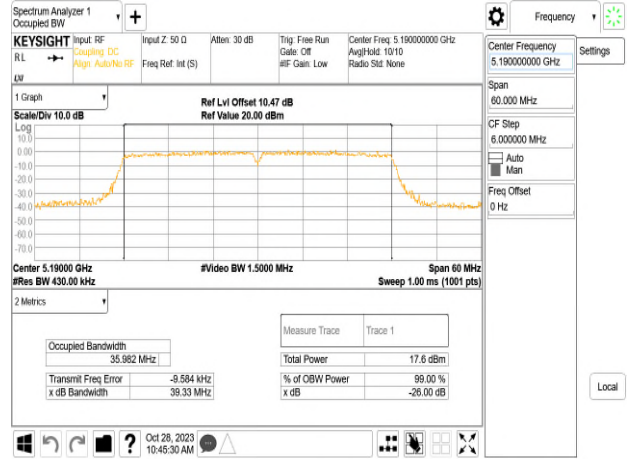 Spectrum Analyzer 1
Occupied BW
Frequency
KEYSIGHT
RL
Input: RF
Coupling: DC
Align: Auto/No RF
Input Z: 50 Ω
Freq Ref: Int (S)
Atten: 30 dB
Trig: Free Run
Gate: Off
#IF Gain: Low
Center Freq: 5.190000000 GHz
Avg|Hold: 10/10
Radio Std: None
Center Frequency
5.190000000 GHz
Settings
Span
60.000 MHz
CF Step
6.000000 MHz
Auto
Man
Freq Offset
0 Hz
1 Graph
Scale/Div 10.0 dB
Ref Lvl Offset 10.47 dB
Ref Value 20.00 dBm
Log
10.0
0.00
-10.0
-20.0
-30.0
-40.0
-50.0
-60.0
-70.0
Center 5.19000 GHz
#Res BW 430.00 kHz
#Video BW 1.5000 MHz
Span 60 MHz
Sweep 1.00 ms (1001 pts)
2 Metrics
Measure Trace
Trace 1
Occupied Bandwidth
35.982 MHz
Total Power
17.6 dBm
Transmit Freq Error
-9.584 kHz
% of OBW Power
99.00 %
x dB Bandwidth
39.33 MHz
x dB
-26.00 dB
Local
?
Oct 28, 2023
10:45:30 AM